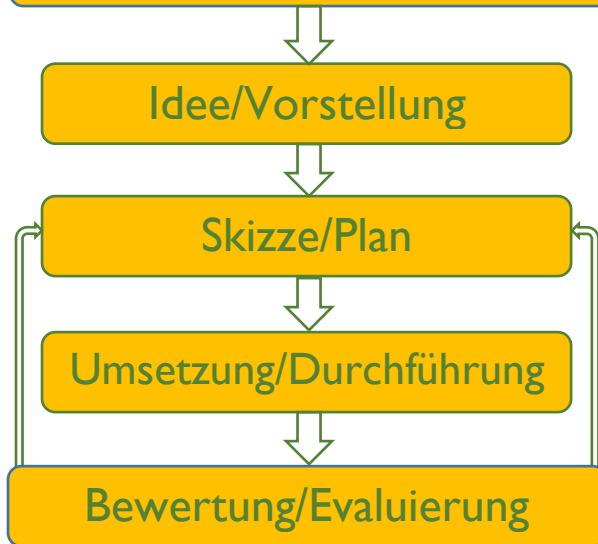 Idee/Vorstellung
Skizze/Plan
Umsetzung/Durchführung
Bewertung/Evaluierung